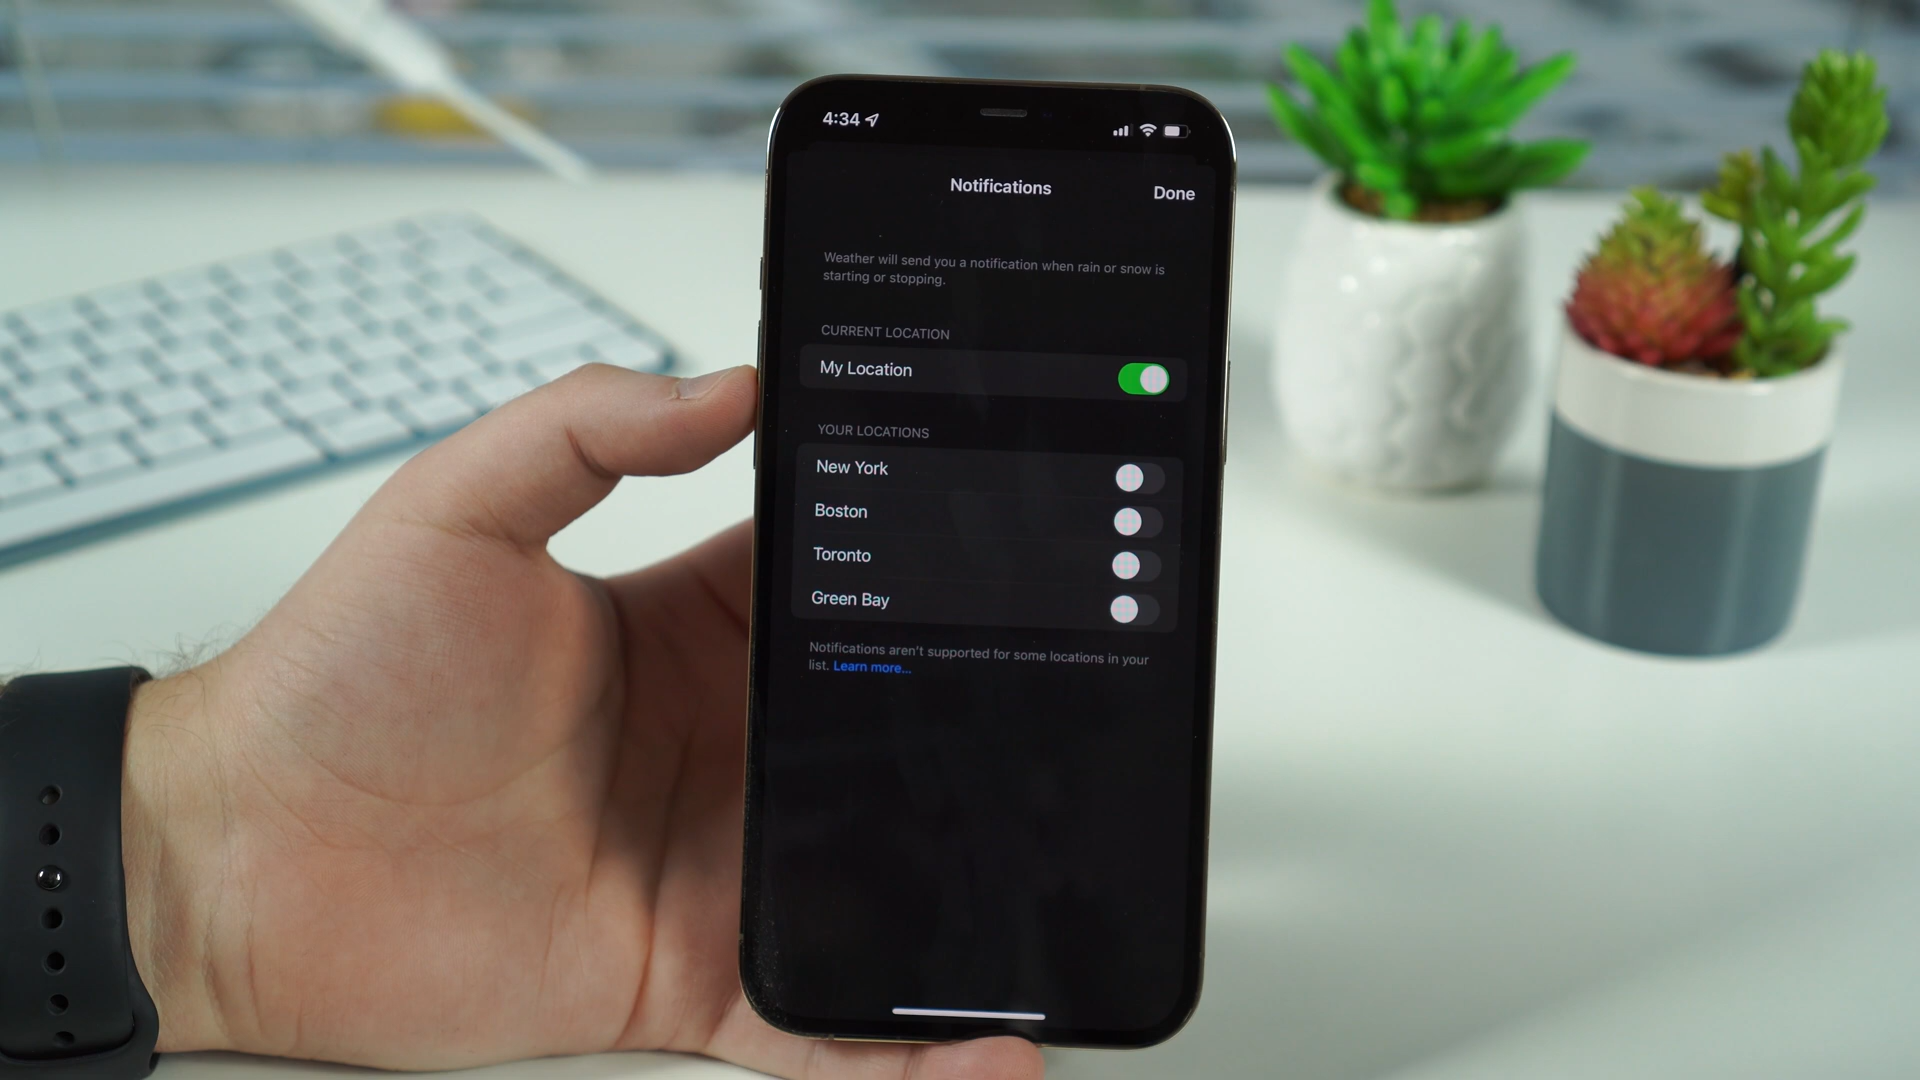 4:34
Notifications
Done
Weather will send you a notification when rain or snow is
starting or stopping.
CURRENT LOCATION
My Location
YOUR LOCATIONS
New York
Boston
Toronto
Green Bay
Notifications aren't supported for some locations in your
list. Learn more...